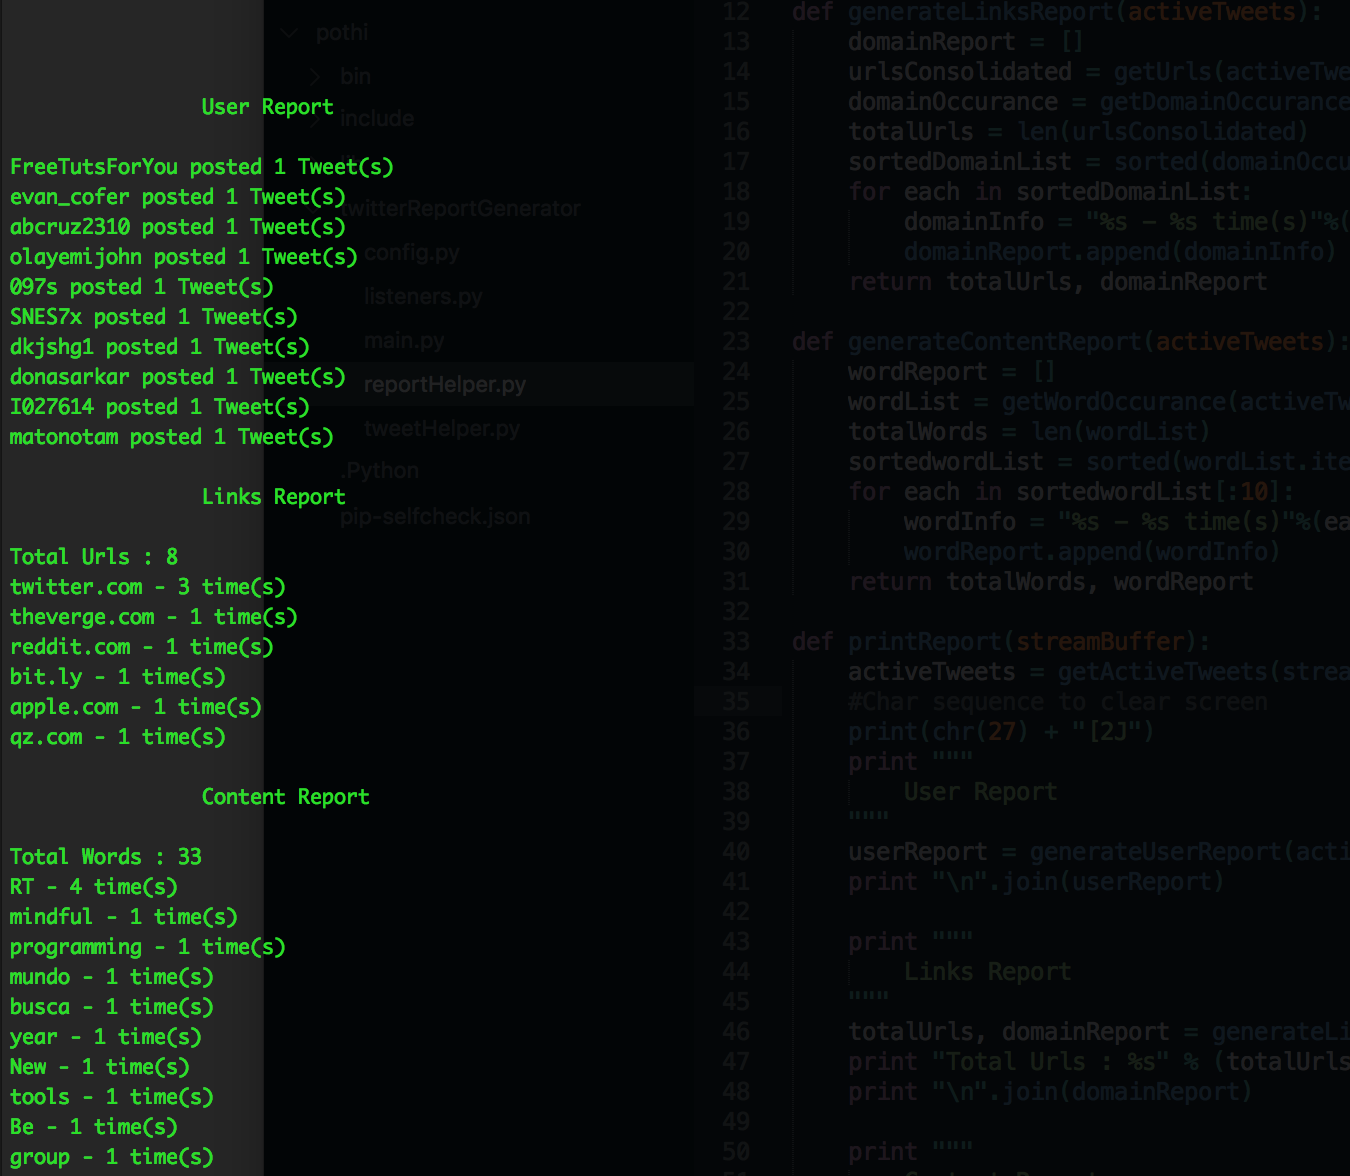 User Report
FreeTutsForYou posted 1 Tweet(s)
evan_cofer posted 1 Tweet(s)
abcruz2310 posted 1 Tweet(s)
olayemijohn posted 1 Tweet(s)
097s posted 1 Tweet(s)
SNES7x posted 1 Tweet(s)
dkjshg1 posted 1 Tweet(s)
donasarkar posted 1 Tweet(s)
I027614 posted 1 Tweet(s)
matonotam posted 1 Tweet(s)
Links Report
Total Urls : 8
twitter.com - 3 time(s)
theverge.com - 1 time(s)
reddit.com - 1 time(s)
bit.ly - 1 time(s)
apple.com - 1 time(s)
qz.com - 1 time(s)
Content Report
Total Words : 33
RT - 4 time(s)
mindful - 1 time(s)
programming - 1 time(s)
mundo - 1 time(s)
busca - 1 time(s)
year - 1 time(s)
New - 1 time(s)
tools - 1 time(s)
Be - 1 time(s)
group - 1 time(s)
pothi
bin
include
witterReportGenerator
config.py
listeners.py
main.py
reportHelper.py
tweetHelper.py
.Python
pip-selfcheck.json
12 def generateLinksReport(activeTweets):
13 domainReport = []
14 urlsConsolidated = getUrls(activeTwe
15 domainOccurance = getDomainOccurance
16 totalUrls = len(urlsConsolidated)
17 sortedDomainList = sorted(domainOccu
18 for each in sortedDomainList:
19 domainInfo = "%s - %s time(s)"%(
20 domainReport.append(domainInfo)
21 return totalUrls, domainReport
22
23 def generateContentReport(activeTweets):
24 wordReport = []
25 wordList = getWordOccurance(activeTw
26 totalWords = len(wordList)
27 sortedwordList = sorted(wordList.ite
28 for each in sortedwordList[:10]:
29 wordInfo = "%s - %s time(s)"%(ea
30 wordReport.append(wordInfo)
31 return totalWords, wordReport
32
33 def printReport(streamBuffer):
34 activeTweets = getActiveTweets(strea
35 #Char sequence to clear screen
36 print(chr(27) + "[2J")
37 print """
38 User Report
39 """
40 userReport = generateUserReport(acti
41 print "\n".join(userReport)
42
43 print """
44 Links Report
45 """
46 totalUrls, domainReport = generateLi
47 print "Total Urls : %s" % (totalUrls
48 print "\n".join(domainReport)
49
50 print """